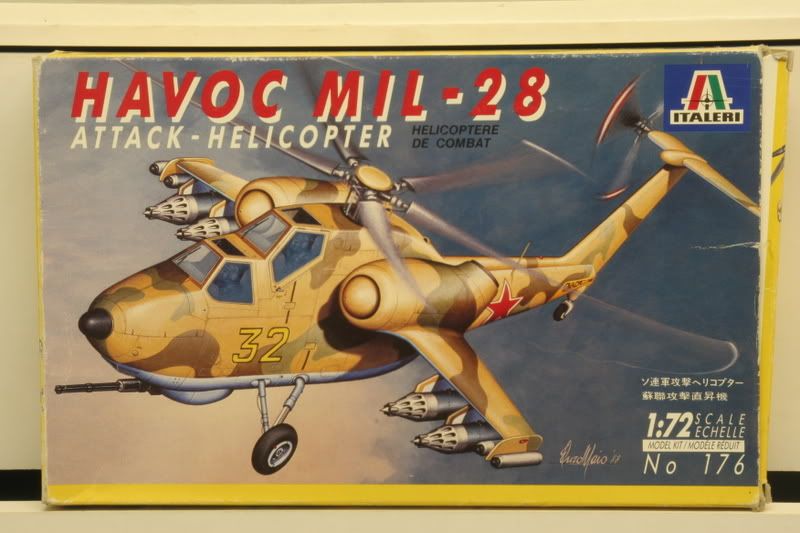 HAVOC MIL-28
ATTACK-HELICOPTER
HELICOPTERE
DE COMBAT
ITALERI
32
ソ連軍攻撃ヘリコプター
蘇聯攻撃直昇機
1:72 SCALE
ECHELLE
MODEL KIT/MODÈLE RÉDUIT
No 176